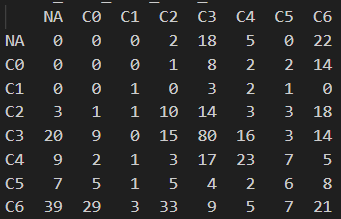 NA C0 C1 C2 C3 C4 C5 C6
NA 0 0 0 2 18 5 0 22
C0 0 0 0 1 8 2 2 14
C1 0 0 1 0 3 2 1 0
C2 3 1 1 10 14 3 3 18
C3 20 9 0 15 80 16 3 14
C4 9 2 1 3 17 23 7 5
C5 7 5 1 5 4 2 6 8
C6 39 29 3 33 9 5 7 21